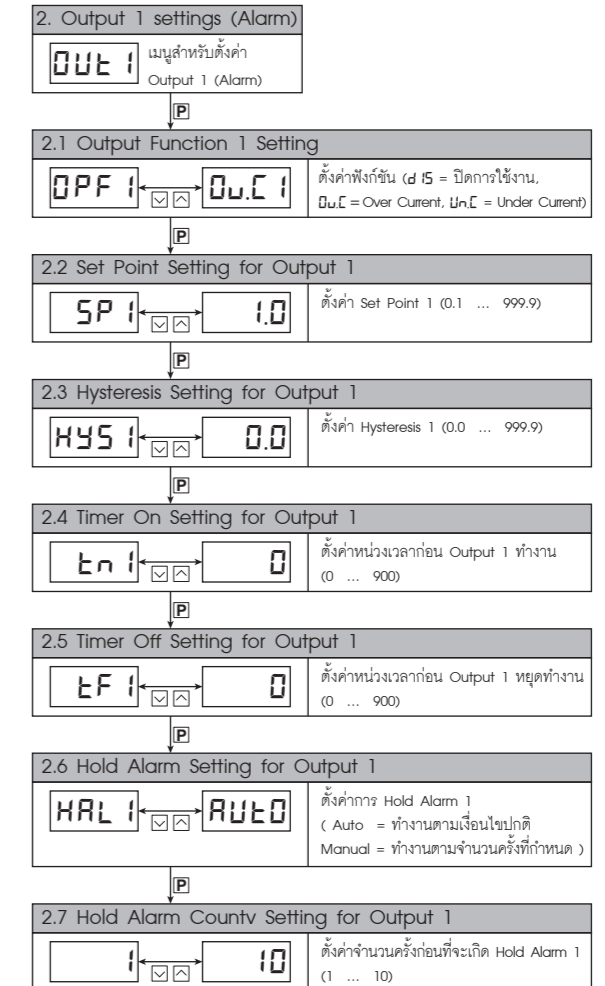 2. Output 1 settings (Alarm)
OUt 1
เมนูสำหรับตั้งค่า
Output 1 (Alarm)
P
2.1 Output Function 1 Setting
OPF 1
Ou.C 1
ตั้งค่าฟังก์ชัน (d IS = ปิดการใช้งาน,
Ou.C = Over Current, Un.C = Under Current)
P
2.2 Set Point Setting for Output 1
SP 1
1.0
ตั้งค่า Set Point 1 (0.1 ... 999.9)
P
2.3 Hysteresis Setting for Output 1
HYS 1
0.0
ตั้งค่า Hysteresis 1 (0.0 ... 999.9)
P
2.4 Timer On Setting for Output 1
tn 1
0
ตั้งค่าหน่วงเวลาก่อน Output 1 ทำงาน
(0 ... 900)
P
2.5 Timer Off Setting for Output 1
tF 1
0
ตั้งค่าหน่วงเวลาก่อน Output 1 หยุดทำงาน
(0 ... 900)
P
2.6 Hold Alarm Setting for Output 1
HAL 1
AUtO
ตั้งค่าการ Hold Alarm 1
( Auto = ทำงานตามเงื่อนไขปกติ
Manual = ทำงานตามจำนวนครั้งที่กำหนด )
P
2.7 Hold Alarm Countv Setting for Output 1
1
10
ตั้งค่าจำนวนครั้งก่อนที่จะเกิด Hold Alarm 1
(1 ... 10)